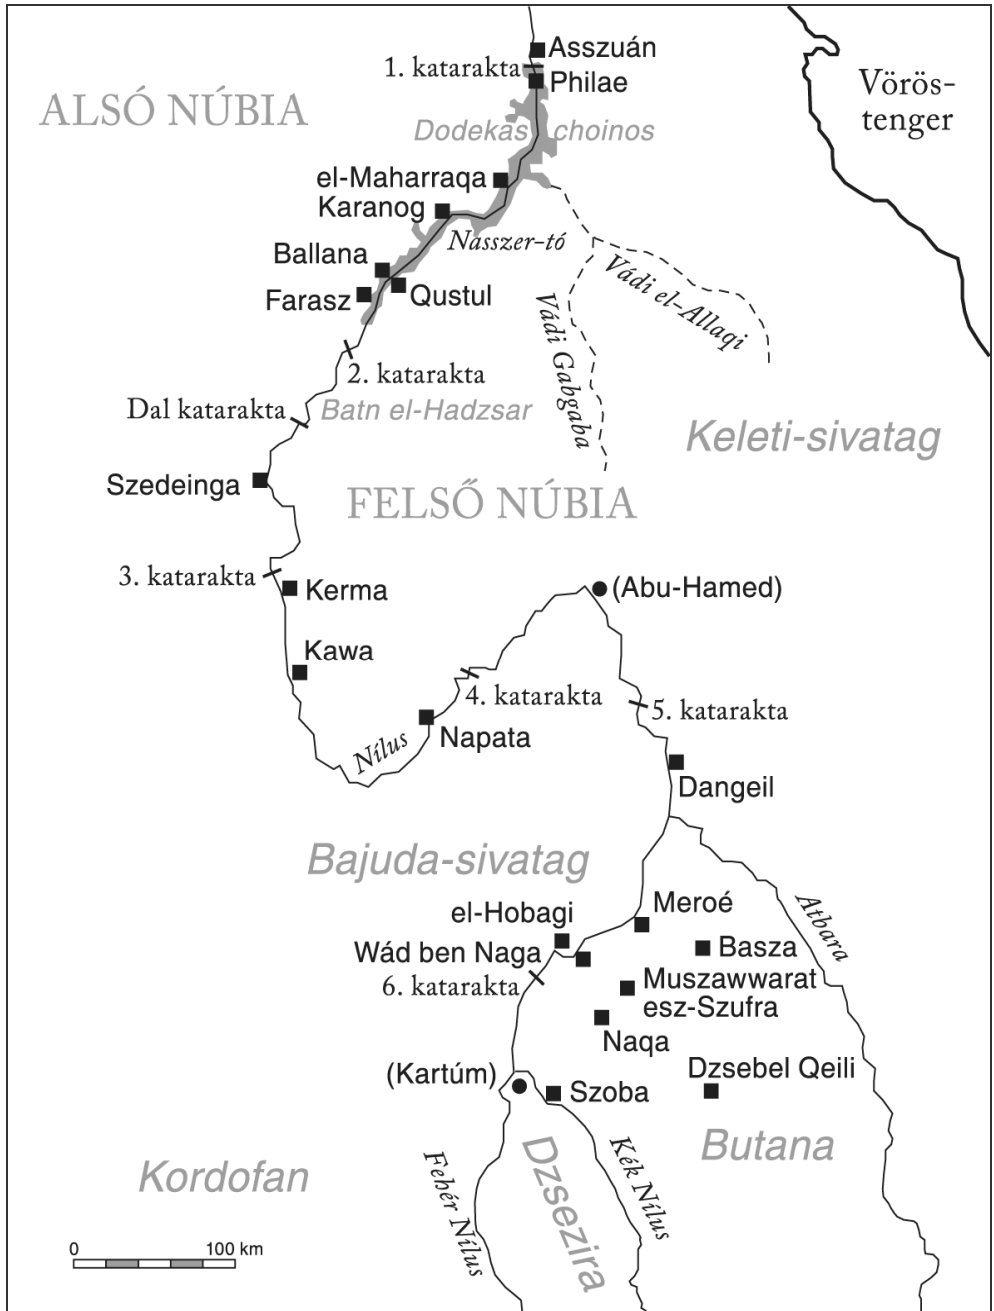 Asszuán
1. katarakta
Philae
Vörös-
tenger
ALSÓ NÚBIA
Dodekas choinos
el-Maharraqa
Karanog
Nasszer-tó
Ballana
Farasz
Qustul
Vádi el-Allaqi
Vádi Gabgaba
2. katarakta
Dal katarakta
Batn el-Hadzsar
Keleti-sivatag
Szedeinga
FELSŐ NÚBIA
3. katarakta
Kerma
(Abu-Hamed)
Kawa
4. katarakta
5. katarakta
Nílus
Napata
Dangeil
Bajuda-sivatag
Meroé
el-Hobagi
Atbara
Wád ben Naga
Basza
6. katarakta
Muszawwarat
esz-Szufra
Naqa
(Kartúm)
Dzsebel Qeili
Szoba
Butana
Kordofan
Fehér Nílus
Dzsezira
Kék Nílus
0 100 km